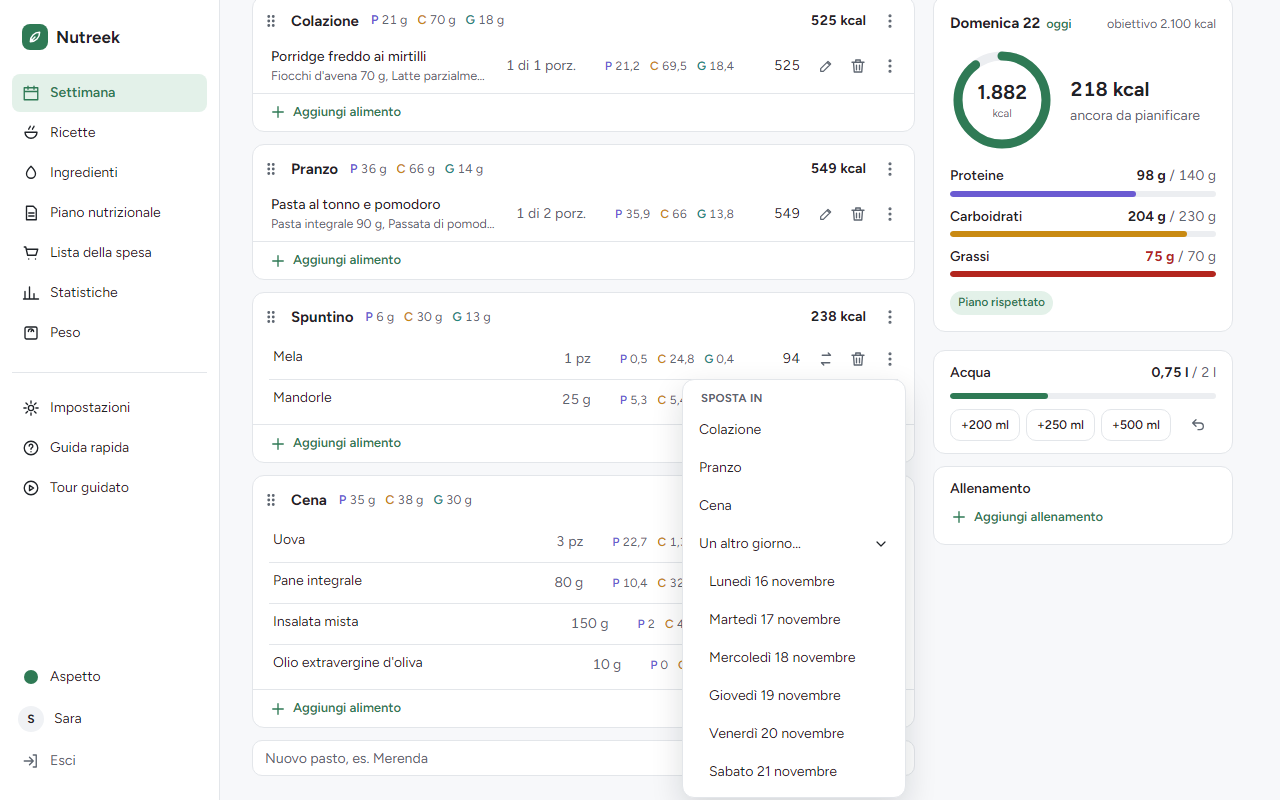 Nutreek
Settimana
Ricette
Ingredienti
Piano nutrizionale
Lista della spesa
Statistiche
Peso
Impostazioni
Guida rapida
Tour guidato
Aspetto
S Sara
Esci
Colazione P 21 g C 70 g G 18 g 525 kcal
Porridge freddo ai mirtilli
Fiocchi d'avena 70 g, Latte parzialme...
1 di 1 porz. P 21,2 C 69,5 G 18,4 525
Aggiungi alimento
Pranzo P 36 g C 66 g G 14 g 549 kcal
Pasta al tonno e pomodoro
Pasta integrale 90 g, Passata di pomod...
1 di 2 porz. P 35,9 C 66 G 13,8 549
Aggiungi alimento
Spuntino P 6 g C 30 g G 13 g 238 kcal
Mela 1 pz P 0,5 C 24,8 G 0,4 94
Mandorle 25 g P 5,3 C 5,4
Aggiungi alimento
Cena P 35 g C 38 g G 30 g
Uova 3 pz P 22,7 C 1,
Pane integrale 80 g P 10,4 C 32
Insalata mista 150 g P 2 C 4
Olio extravergine d'oliva 10 g P 0
Aggiungi alimento
Nuovo pasto, es. Merenda
SPOSTA IN
Colazione
Pranzo
Cena
Un altro giorno...
Lunedì 16 novembre
Martedì 17 novembre
Mercoledì 18 novembre
Giovedì 19 novembre
Venerdì 20 novembre
Sabato 21 novembre
Domenica 22 oggi obiettivo 2.100 kcal
1.882
kcal
218 kcal
ancora da pianificare
Proteine 98 g / 140 g
Carboidrati 204 g / 230 g
Grassi 75 g / 70 g
Piano rispettato
Acqua 0,75 l / 2 l
+200 ml +250 ml +500 ml
Allenamento
Aggiungi allenamento